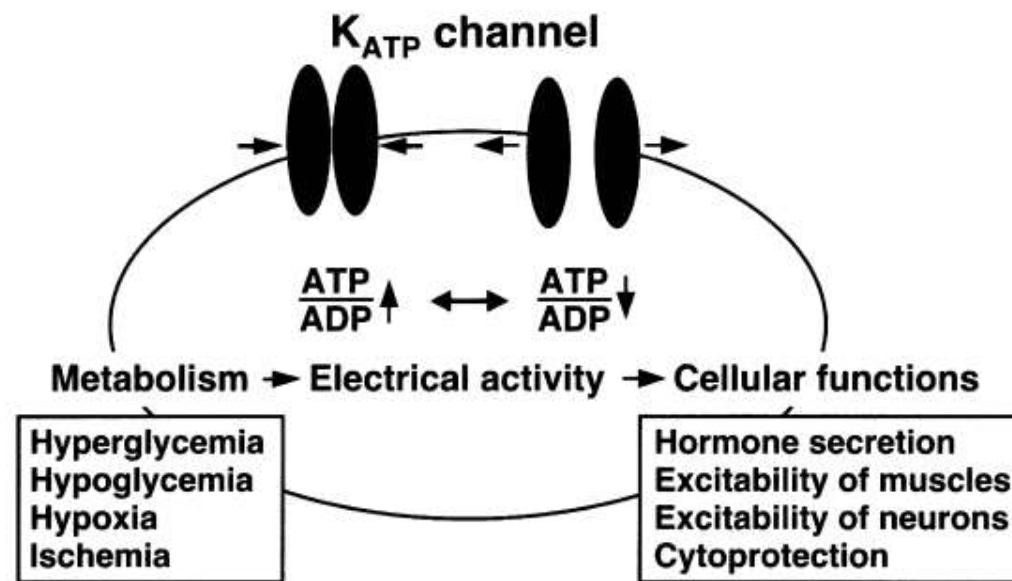 K_ATP channel
ATP
ADP
ATP
ADP
Metabolism → Electrical activity → Cellular functions
Hyperglycemia
Hypoglycemia
Hypoxia
Ischemia
Hormone secretion
Excitability of muscles
Excitability of neurons
Cytoprotection